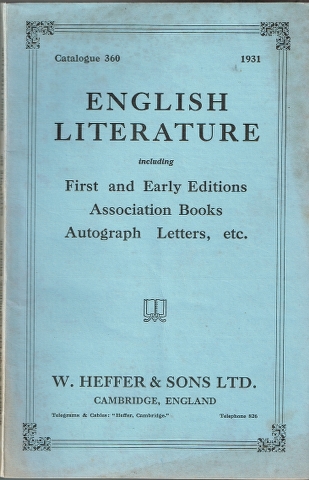 Catalogue 360 1931
ENGLISH
LITERATURE
including
First and Early Editions
Association Books
Autograph Letters, etc.
W. HEFFER & SONS LTD.
CAMBRIDGE, ENGLAND
Telegrams & Cables: "Heffer, Cambridge." Telephone 826